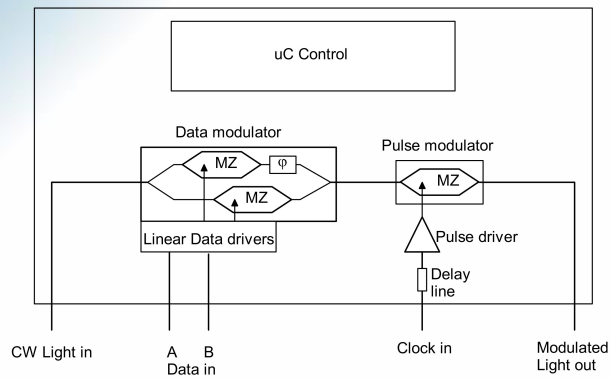 uC Control
Data modulator
Pulse modulator
MZ
φ
MZ
MZ
Linear Data drivers
Pulse driver
Delay
line
CW Light in
A B
Data in
Clock in
Modulated
Light out